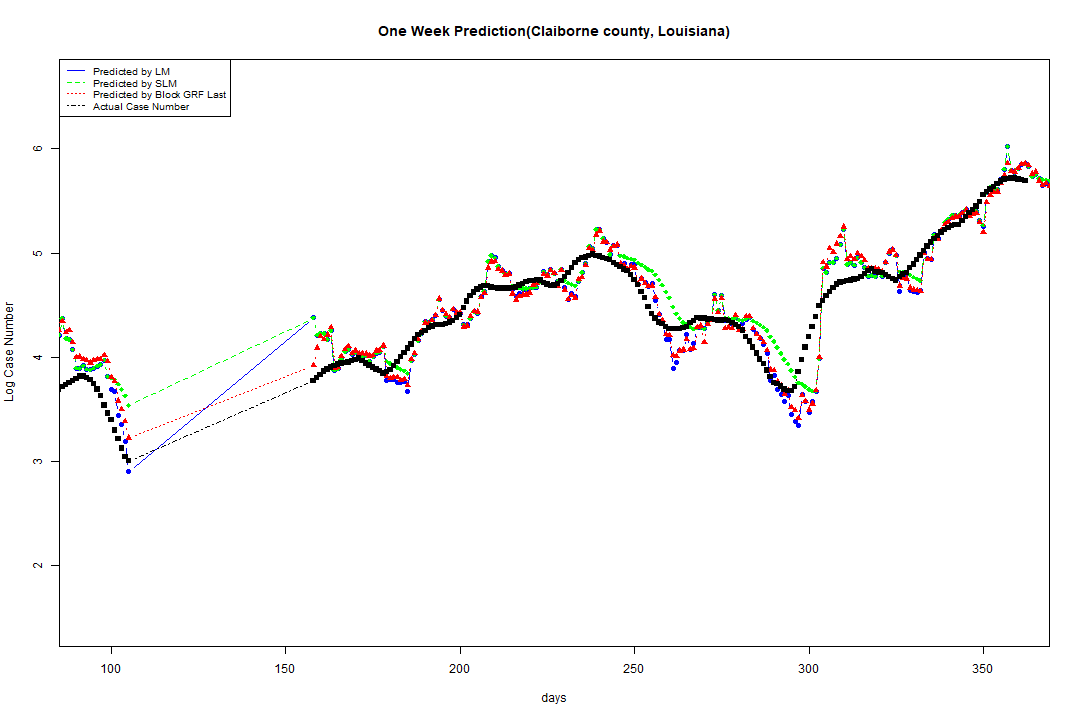 One Week Prediction(Claiborne county, Louisiana)
Predicted by LM
Predicted by SLM
Predicted by Block GRF Last
Actual Case Number
Log Case Number
6
5
4
3
2
100 150 200 250 300 350
days